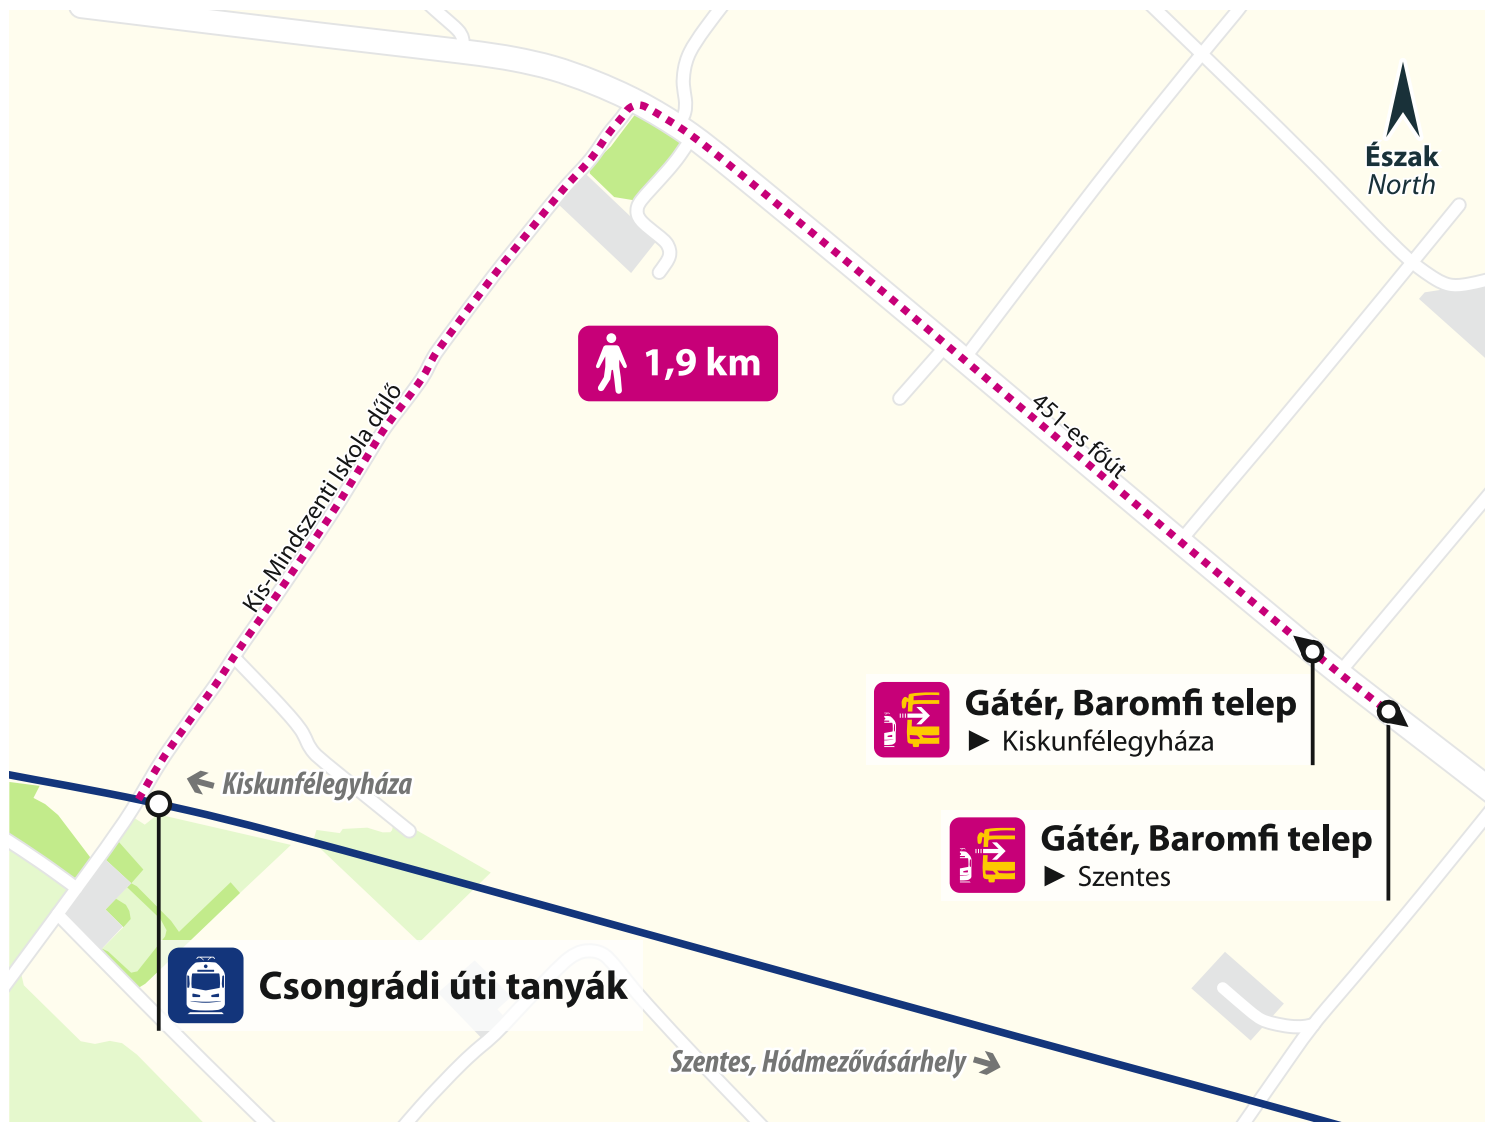 Észak
North
1,9 km
Kis-Mindszenti Iskola dűlő
451-es főút
Gátér, Baromfi telep
► Kiskunfélegyháza
← Kiskunfélegyháza
Gátér, Baromfi telep
► Szentes
Csongrádi úti tanyák
Szentes, Hódmezővásárhely →